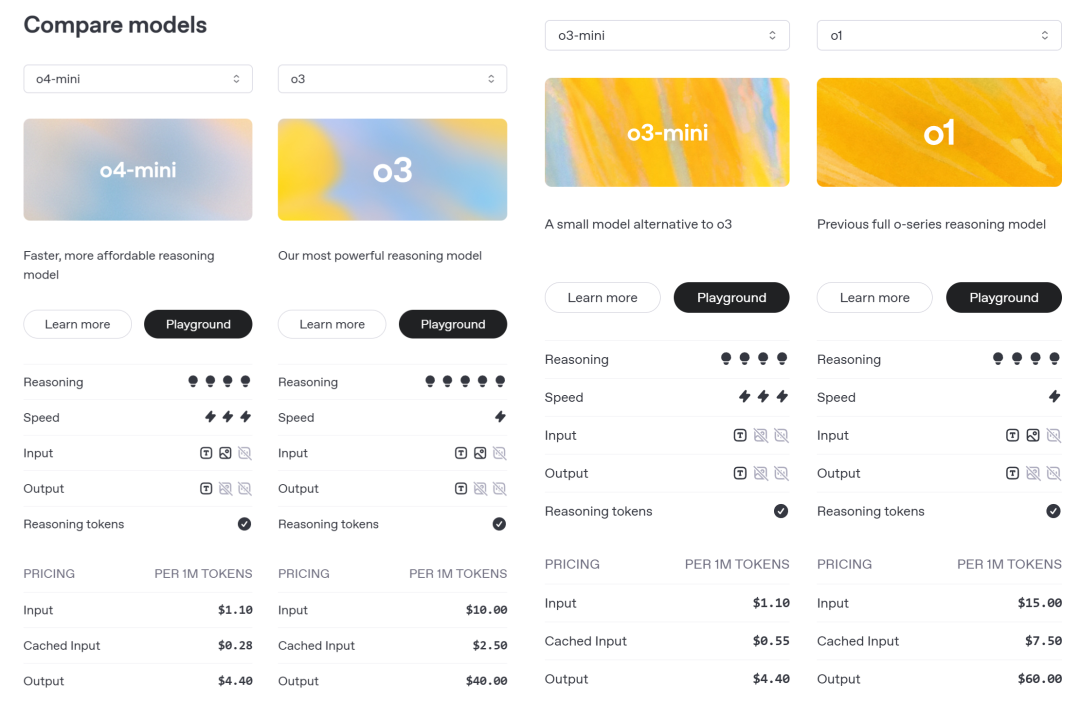 Compare models
o4-mini
o4-mini
Faster, more affordable reasoning
model
Learn more Playground
Reasoning
Speed
Input
Output
Reasoning tokens
PRICING PER 1M TOKENS
Input $1.10
Cached Input $0.28
Output $4.40
o3
o3
Our most powerful reasoning model
Learn more Playground
Reasoning
Speed
Input
Output
Reasoning tokens
PRICING PER 1M TOKENS
Input $10.00
Cached Input $2.50
Output $40.00
o3-mini
o3-mini
A small model alternative to o3
Learn more Playground
Reasoning
Speed
Input
Output
Reasoning tokens
PRICING PER 1M TOKENS
Input $1.10
Cached Input $0.55
Output $4.40
o1
o1
Previous full o-series reasoning model
Learn more Playground
Reasoning
Speed
Input
Output
Reasoning tokens
PRICING PER 1M TOKENS
Input $15.00
Cached Input $7.50
Output $60.00